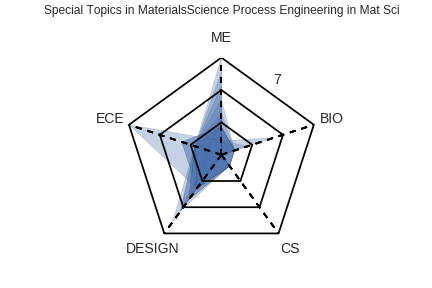 Special Topics in MaterialsScience Process Engineering in Mat Sci
ME
7
ECE
BIO
DESIGN
CS